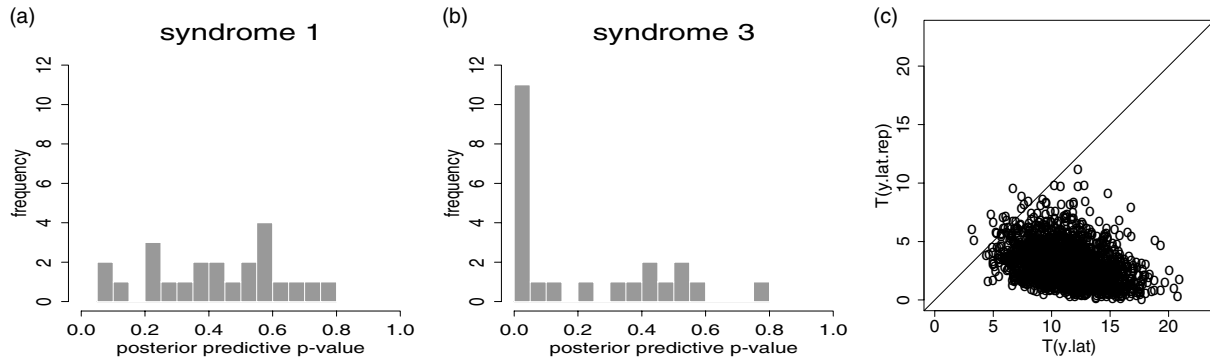 (a)
syndrome 1
frequency
12
10
8
6
4
2
0
0.0 0.2 0.4 0.6 0.8 1.0
posterior predictive p-value
(b)
syndrome 3
frequency
12
10
8
6
4
2
0
0.0 0.2 0.4 0.6 0.8 1.0
posterior predictive p-value
(c)
T(y.lat.rep)
20
15
10
5
0
0 5 10 15 20
T(y.lat)